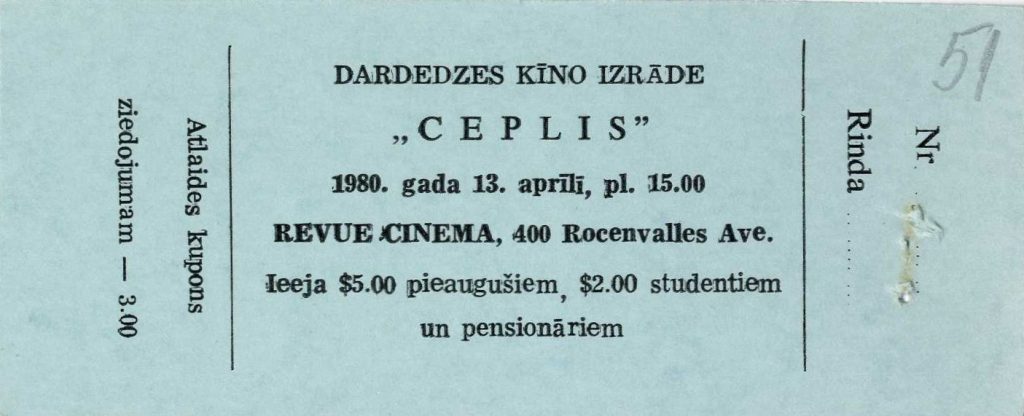 Atlaides kupons
ziedojumam — 3.00
DARDEDZES KĪNO IZRĀDE
„CEPLIS”
1980. gada 13. aprīlī, pl. 15.00
REVUE CINEMA, 400 Rocenvalles Ave.
Ieeja $5.00 pieaugušiem, $2.00 studentiem
un pensionāriem
51
Nr ........
Rinda ........